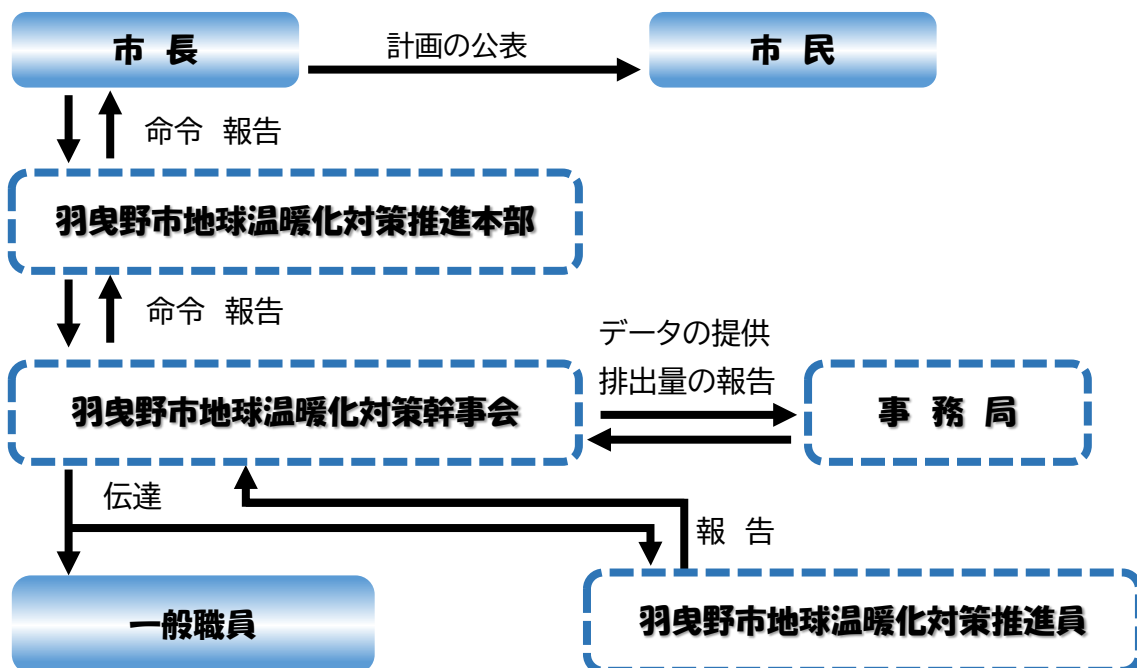 市 長
計画の公表
市 民
命令 報告
羽曳野市地球温暖化対策推進本部
命令 報告
データの提供
排出量の報告
羽曳野市地球温暖化対策幹事会
事 務 局
伝達
報 告
一般職員
羽曳野市地球温暖化対策推進員